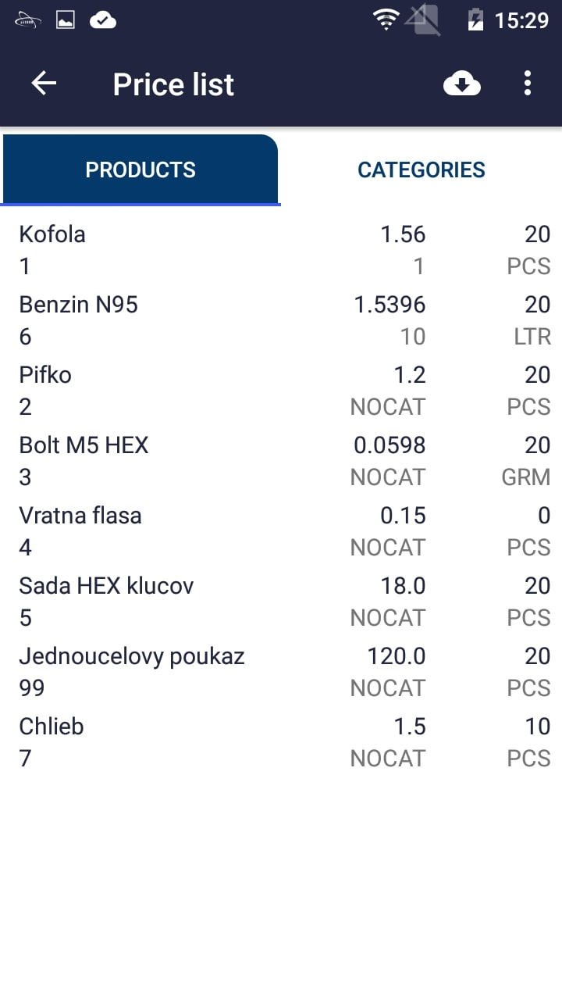 15:29
Price list
PRODUCTS CATEGORIES
Kofola 1.56 20
1 1 PCS
Benzin N95 1.5396 20
6 10 LTR
Pifko 1.2 20
2 NOCAT PCS
Bolt M5 HEX 0.0598 20
3 NOCAT GRM
Vratna flasa 0.15 0
4 NOCAT PCS
Sada HEX klucov 18.0 20
5 NOCAT PCS
Jednoucelovy poukaz 120.0 20
99 NOCAT PCS
Chlieb 1.5 10
7 NOCAT PCS